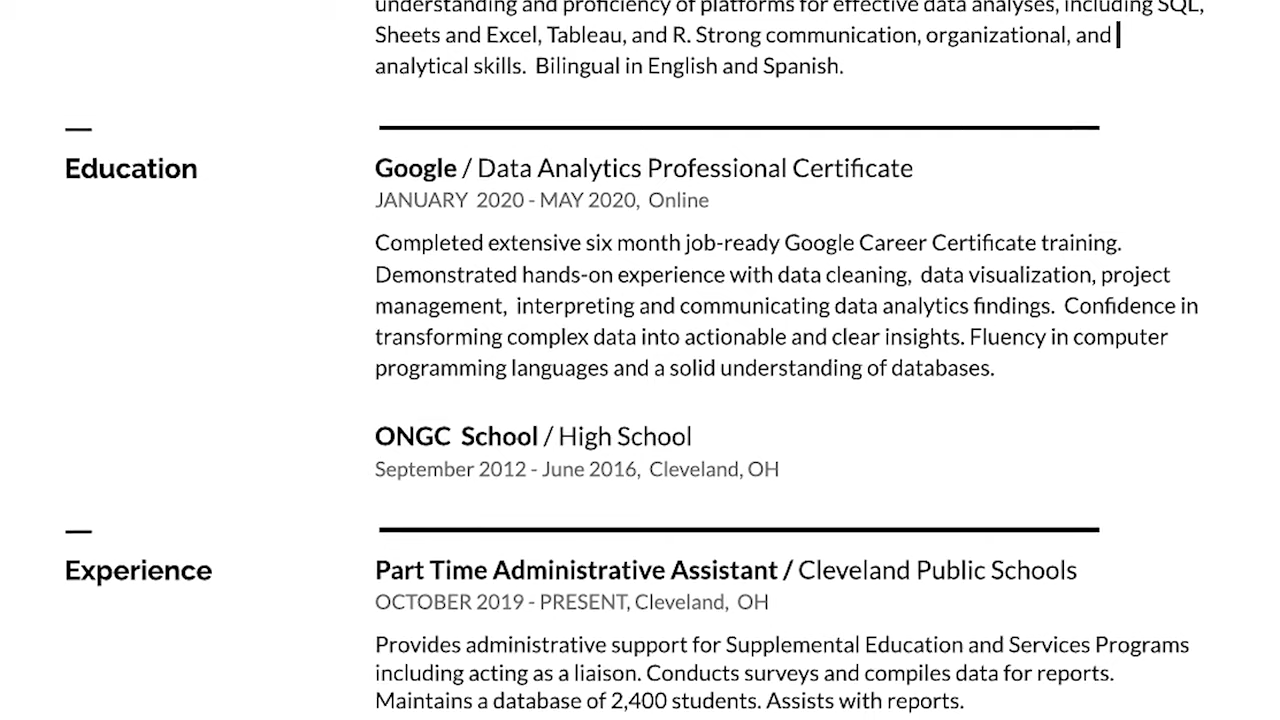 understanding and proficiency of platforms for effective data analyses, including SQL,
Sheets and Excel, Tableau, and R. Strong communication, organizational, and
analytical skills.  Bilingual in English and Spanish.
Education
Google / Data Analytics Professional Certificate
JANUARY  2020 - MAY 2020,  Online
Completed extensive six month job-ready Google Career Certificate training.
Demonstrated hands-on experience with data cleaning,  data visualization, project
management,  interpreting and communicating data analytics findings.  Confidence in
transforming complex data into actionable and clear insights. Fluency in computer
programming languages and a solid understanding of databases.
ONGC  School / High School
September 2012 - June 2016,  Cleveland, OH
Experience
Part Time Administrative Assistant / Cleveland Public Schools
OCTOBER 2019 - PRESENT, Cleveland,  OH
Provides administrative support for Supplemental Education and Services Programs
including acting as a liaison. Conducts surveys and compiles data for reports.
Maintains a database of 2,400 students. Assists with reports.